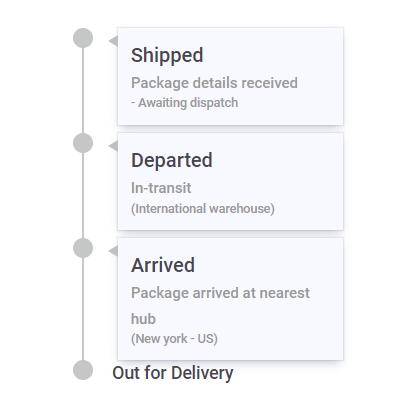 Shipped
Package details received
- Awaiting dispatch
Departed
In-transit
(International warehouse)
Arrived
Package arrived at nearest
hub
(New york - US)
Out for Delivery